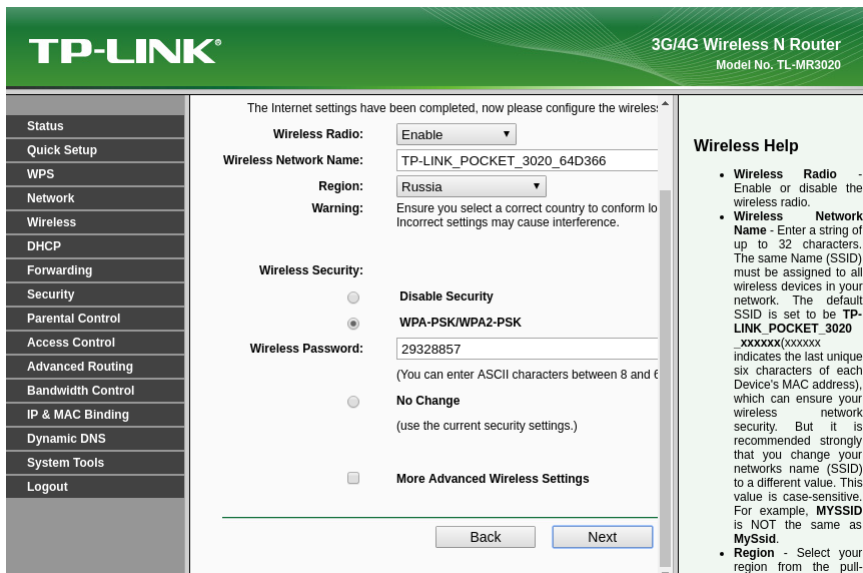 TP-LINK®
3G/4G Wireless N Router
Model No. TL-MR3020
Status
Quick Setup
WPS
Network
Wireless
DHCP
Forwarding
Security
Parental Control
Access Control
Advanced Routing
Bandwidth Control
IP & MAC Binding
Dynamic DNS
System Tools
Logout
The Internet settings have been completed, now please configure the wireless
Wireless Radio: Enable
Wireless Network Name: TP-LINK_POCKET_3020_64D366
Region: Russia
Warning: Ensure you select a correct country to conform lo
Incorrect settings may cause interference.
Wireless Security:
Disable Security
WPA-PSK/WPA2-PSK
Wireless Password: 29328857
(You can enter ASCII characters between 8 and 6
No Change
(use the current security settings.)
More Advanced Wireless Settings
Back Next
Wireless Help
• Wireless Radio -
Enable or disable the
wireless radio.
• Wireless Network
Name - Enter a string of
up to 32 characters.
The same Name (SSID)
must be assigned to all
wireless devices in your
network. The default
SSID is set to be TP-
LINK_POCKET_3020
_xxxxxx(xxxxxx
indicates the last unique
six characters of each
Device's MAC address),
which can ensure your
wireless network
security. But it is
recommended strongly
that you change your
networks name (SSID)
to a different value. This
value is case-sensitive.
For example, MYSSID
is NOT the same as
MySsid.
• Region - Select your
region from the pull-